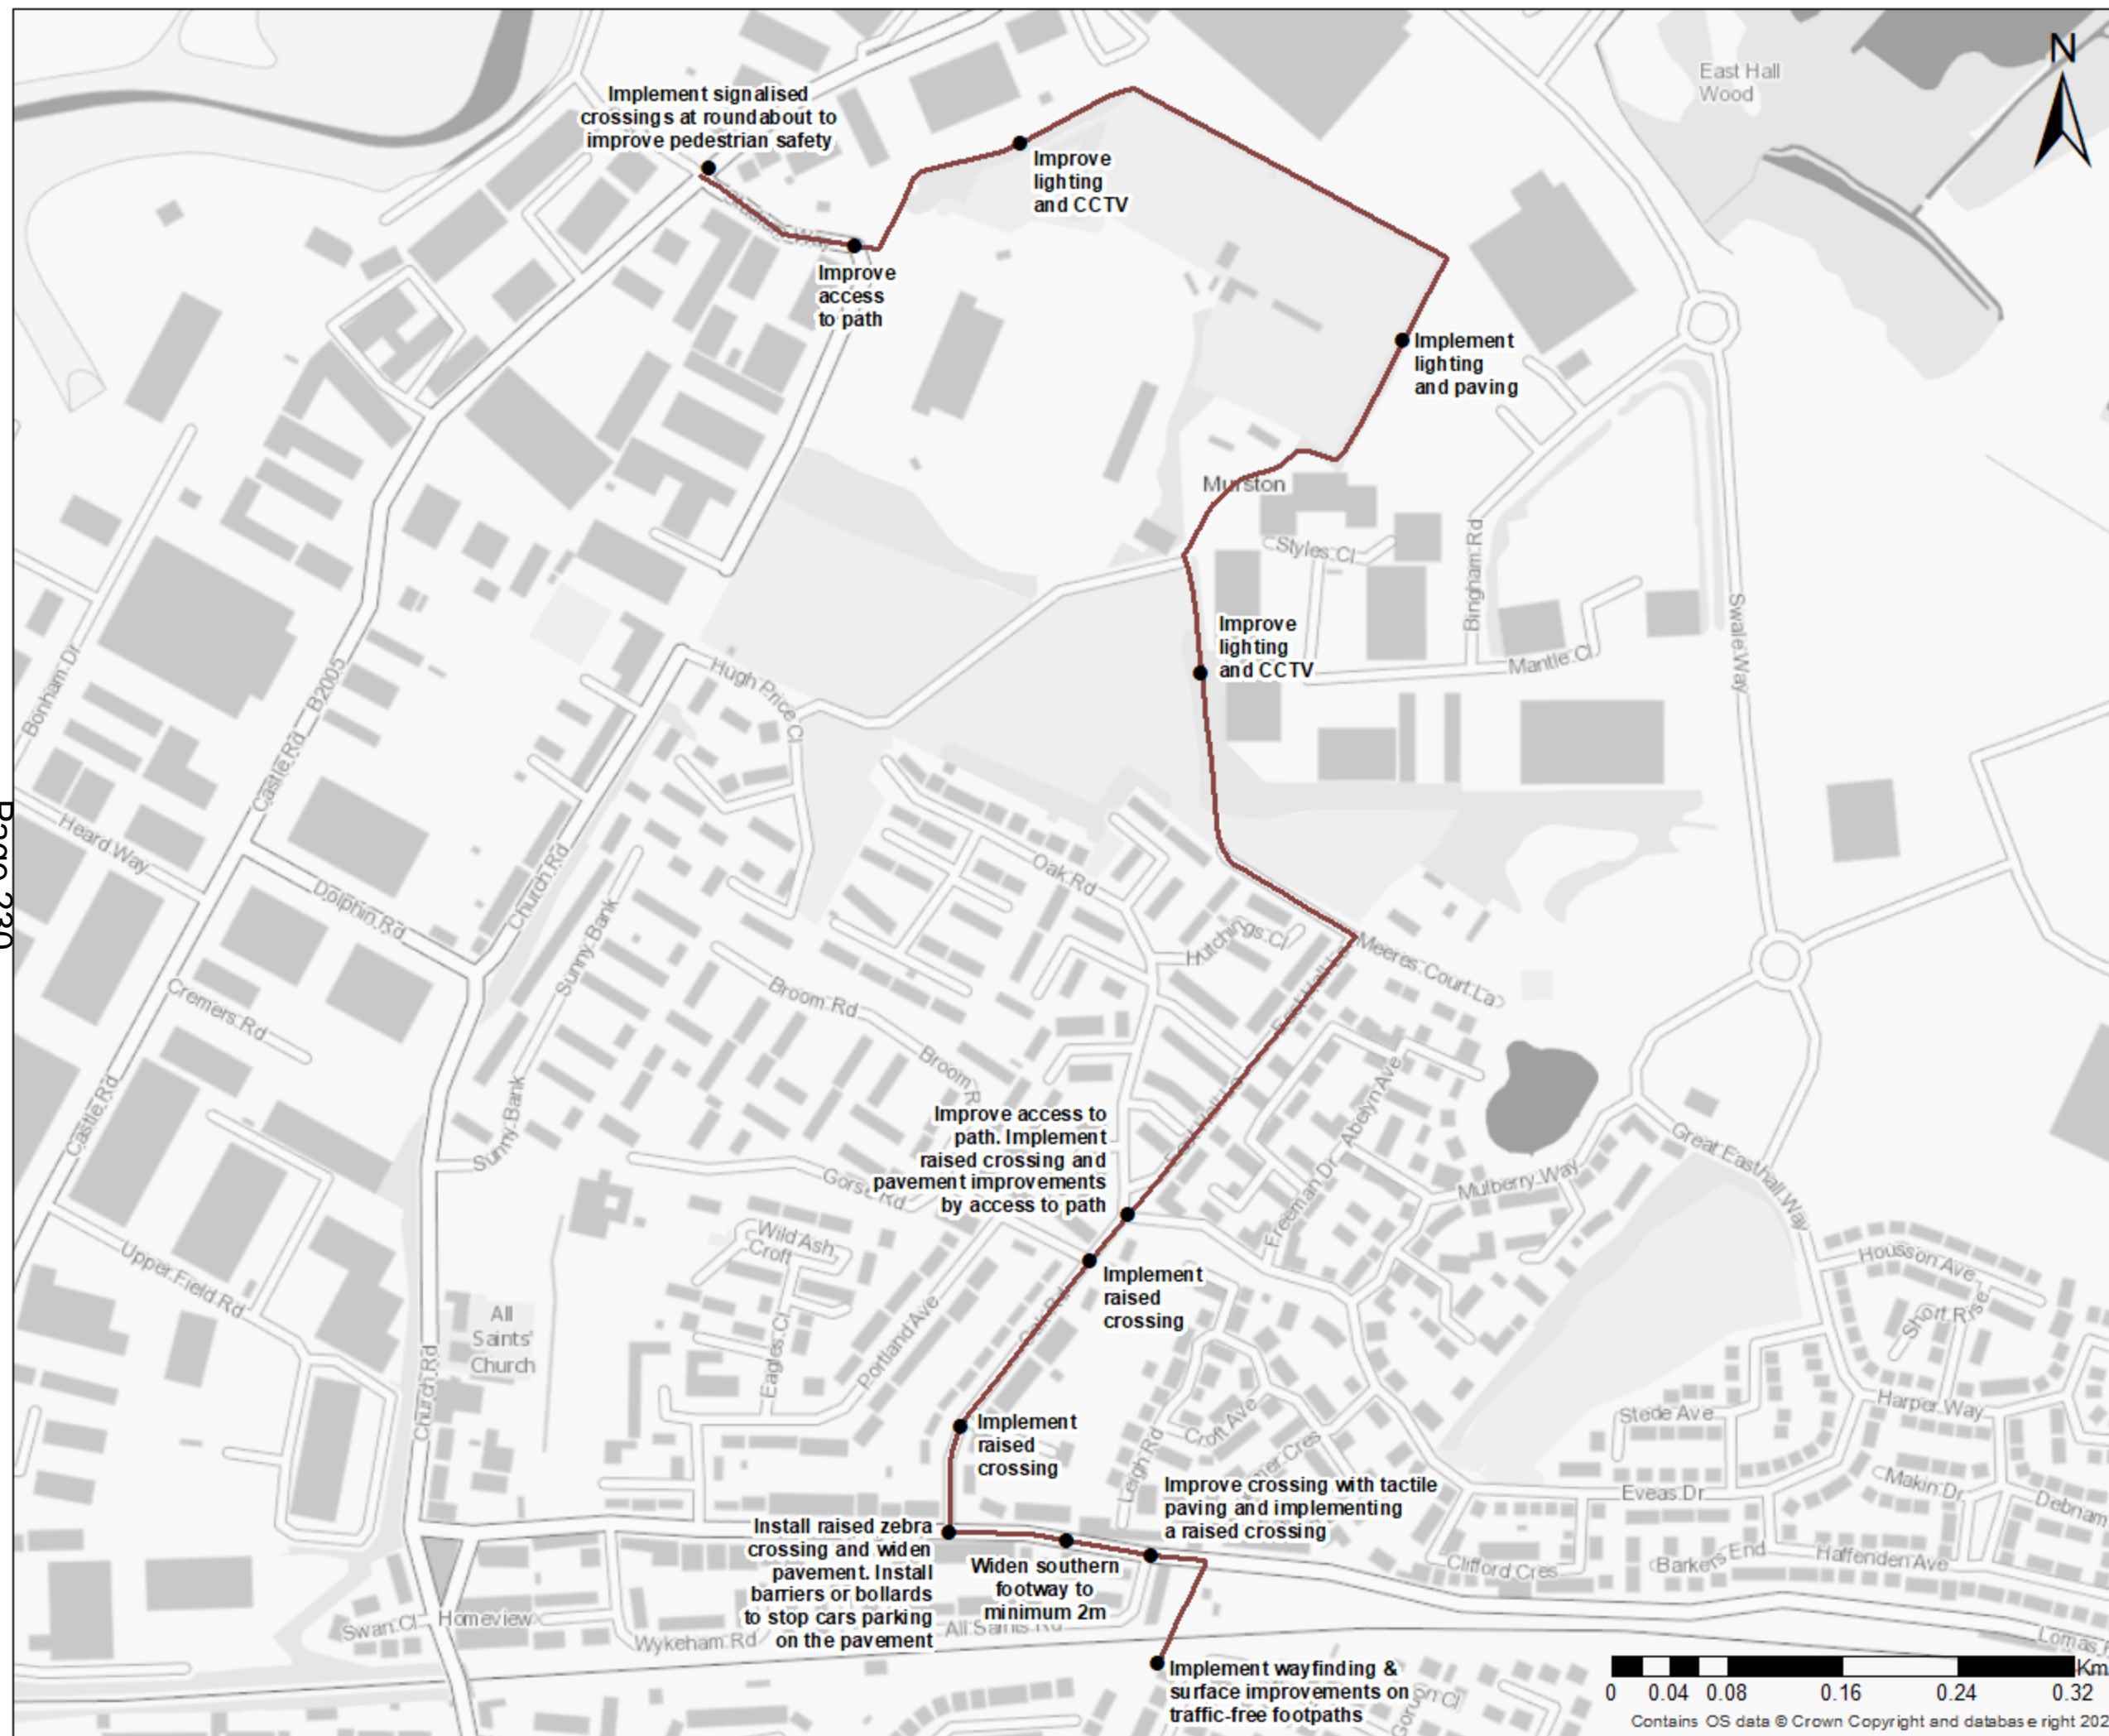 N
East Hall
Wood
Implement signalised
crossings at roundabout to
improve pedestrian safety
Improve
lighting
and CCTV
Improve
access
to path
Implement
lighting
and paving
Murston
Styles Cl
Bingham Rd
Improve
lighting
and CCTV
Mantle Cl
Swale Way
Hugh Price Cl
Bonham Dr
B2005
Castle Rd
Page 230
Heard Way
Dolphin Rd
Church Rd
Oak Rd
Sunny Bank
Hutchings Cl
Meeres Court La
Cremers Rd
Broom Rd
Broom R
Castle Rd
Sunny Bank
Abelyn Ave
Improve access to
path. Implement
raised crossing and
pavement improvements
by access to path
Gorse Rd
Freeman Dr
Mulberry Way
Great Easthall Way
Wild Ash
Croft
Upper Field Rd
Housson Ave
Short Rise
Implement
raised
crossing
Oak Rd
All
Saints'
Church
Church Rd
Eagles Cl
Portland Ave
Harper Way
Stede Ave
Implement
raised
crossing
Leigh Rd
Croft Ave
mer Cres
Makin Dr
Eveas Dr
Debnam
Improve crossing with tactile
paving and implementing
a raised crossing
Install raised zebra
crossing and widen
pavement. Install
barriers or bollards
to stop cars parking
on the pavement
Widen southern
footway to
minimum 2m
Clifford Cres
Barkers End
Haffenden Ave
Swan Cl
Homeview
Wykeham Rd
All Saints Rd
Lomas
Implement wayfinding &
surface improvements on
traffic-free footpaths
Km
0 0.04 0.08 0.16 0.24 0.32
Contains OS data © Crown Copyright and database right 202